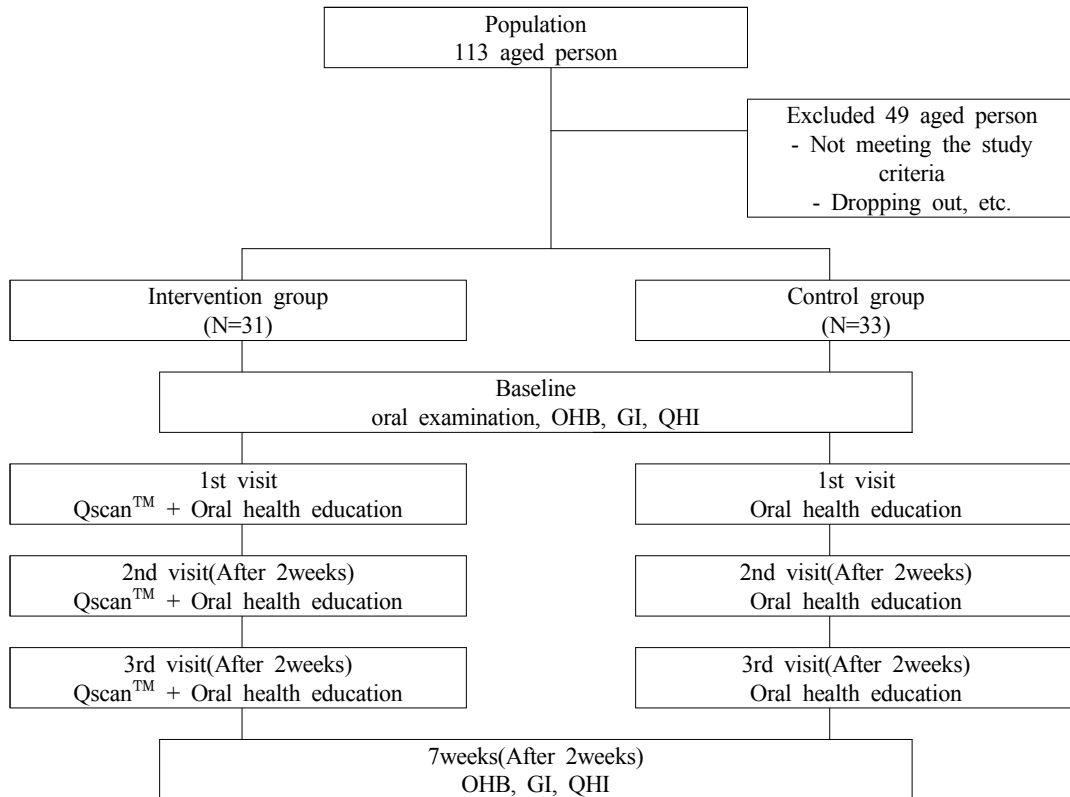 Population
113 aged person
Excluded 49 aged person
- Not meeting the study
criteria
- Dropping out, etc.
Intervention group
(N=31)
Control group
(N=33)
Baseline
oral examination, OHB, GI, QHI
1st visit
Qscan™ + Oral health education
1st visit
Oral health education
2nd visit(After 2weeks)
Qscan™ + Oral health education
2nd visit(After 2weeks)
Oral health education
3rd visit(After 2weeks)
Qscan™ + Oral health education
3rd visit(After 2weeks)
Oral health education
7weeks(After 2weeks)
OHB, GI, QHI